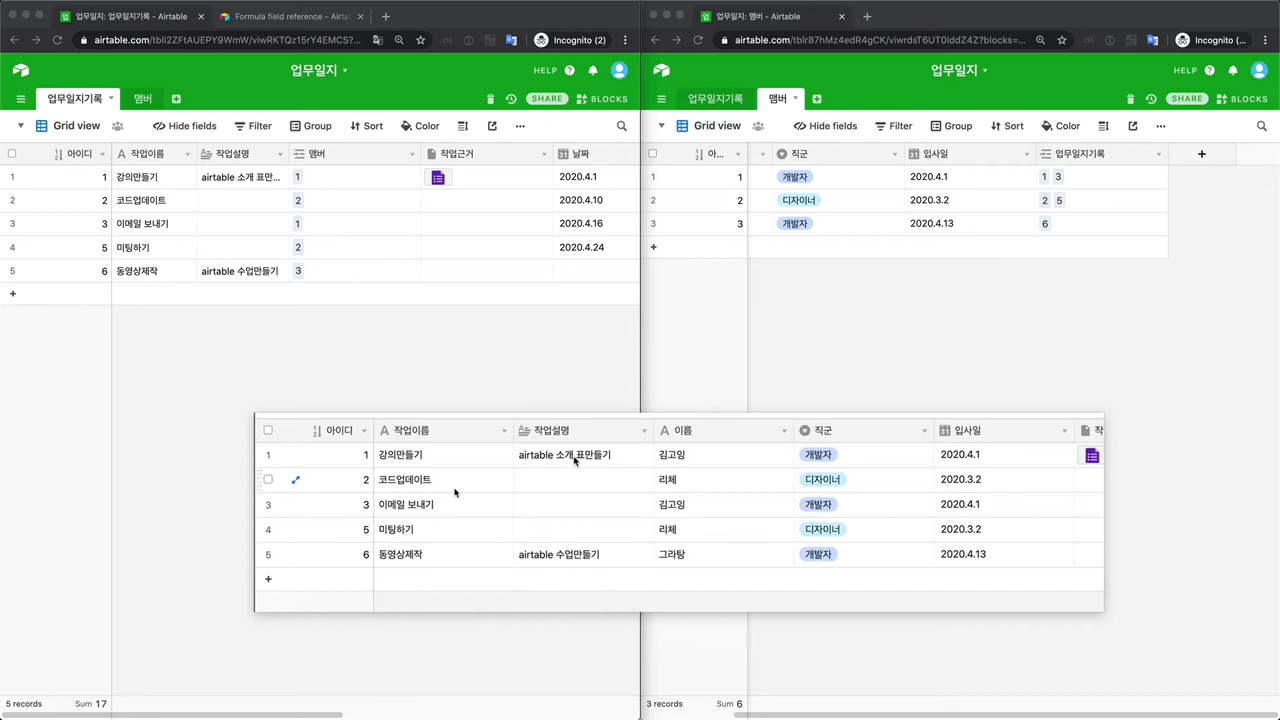 업무일지: 업무일지기록 - Airtable
Formula field reference – Airta
airtable.com/tbli2ZFtAUEPY9WmW/viwRKTQz15rY4EMCS?...
Incognito (2)
업무일지
HELP
업무일지기록
맴버
SHARE
BLOCKS
Grid view
Hide fields
Filter
Group
Sort
Color
아이디 작업이름 작업설명 맴버 작업근거 날짜
1 1 강의만들기 airtable 소개 표만... 1 2020.4.1
2 2 코드업데이트 2 2020.4.10
3 3 이메일 보내기 1 2020.4.16
4 5 미팅하기 2 2020.4.24
5 6 동영상제작 airtable 수업만들기 3
5 records Sum 17
업무일지: 맴버 - Airtable
airtable.com/tblr87hMz4edR4gCK/viwrdsT6UT0iddZ4Z?blocks=...
Incognito (...
업무일지
HELP
업무일지기록
맴버
SHARE
BLOCKS
Grid view
Hide fields
Filter
Group
Sort
Color
아... 직군 입사일 업무일지기록
1 1 개발자 2020.4.1 1 3
2 2 디자이너 2020.3.2 2 5
3 3 개발자 2020.4.13 6
3 records Sum 6
아이디 작업이름 작업설명 이름 직군 입사일 작
1 1 강의만들기 airtable 소개 표만들기 김고잉 개발자 2020.4.1
2 코드업데이트 리체 디자이너 2020.3.2
3 3 이메일 보내기 김고잉 개발자 2020.4.1
4 5 미팅하기 리체 디자이너 2020.3.2
5 6 동영상제작 airtable 수업만들기 그라탕 개발자 2020.4.13